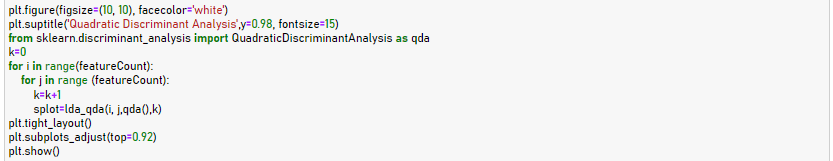 plt.figure(figsize=(10, 10), facecolor='white')
plt.suptitle('Quadratic Discriminant Analysis',y=0.98, fontsize=15)
from sklearn.discriminant_analysis import QuadraticDiscriminantAnalysis as qda
k=0
for i in range(featureCount):
    for j in range (featureCount):
        k=k+1
        splot=lda_qda(i, j,qda(),k)
plt.tight_layout()
plt.subplots_adjust(top=0.92)
plt.show()